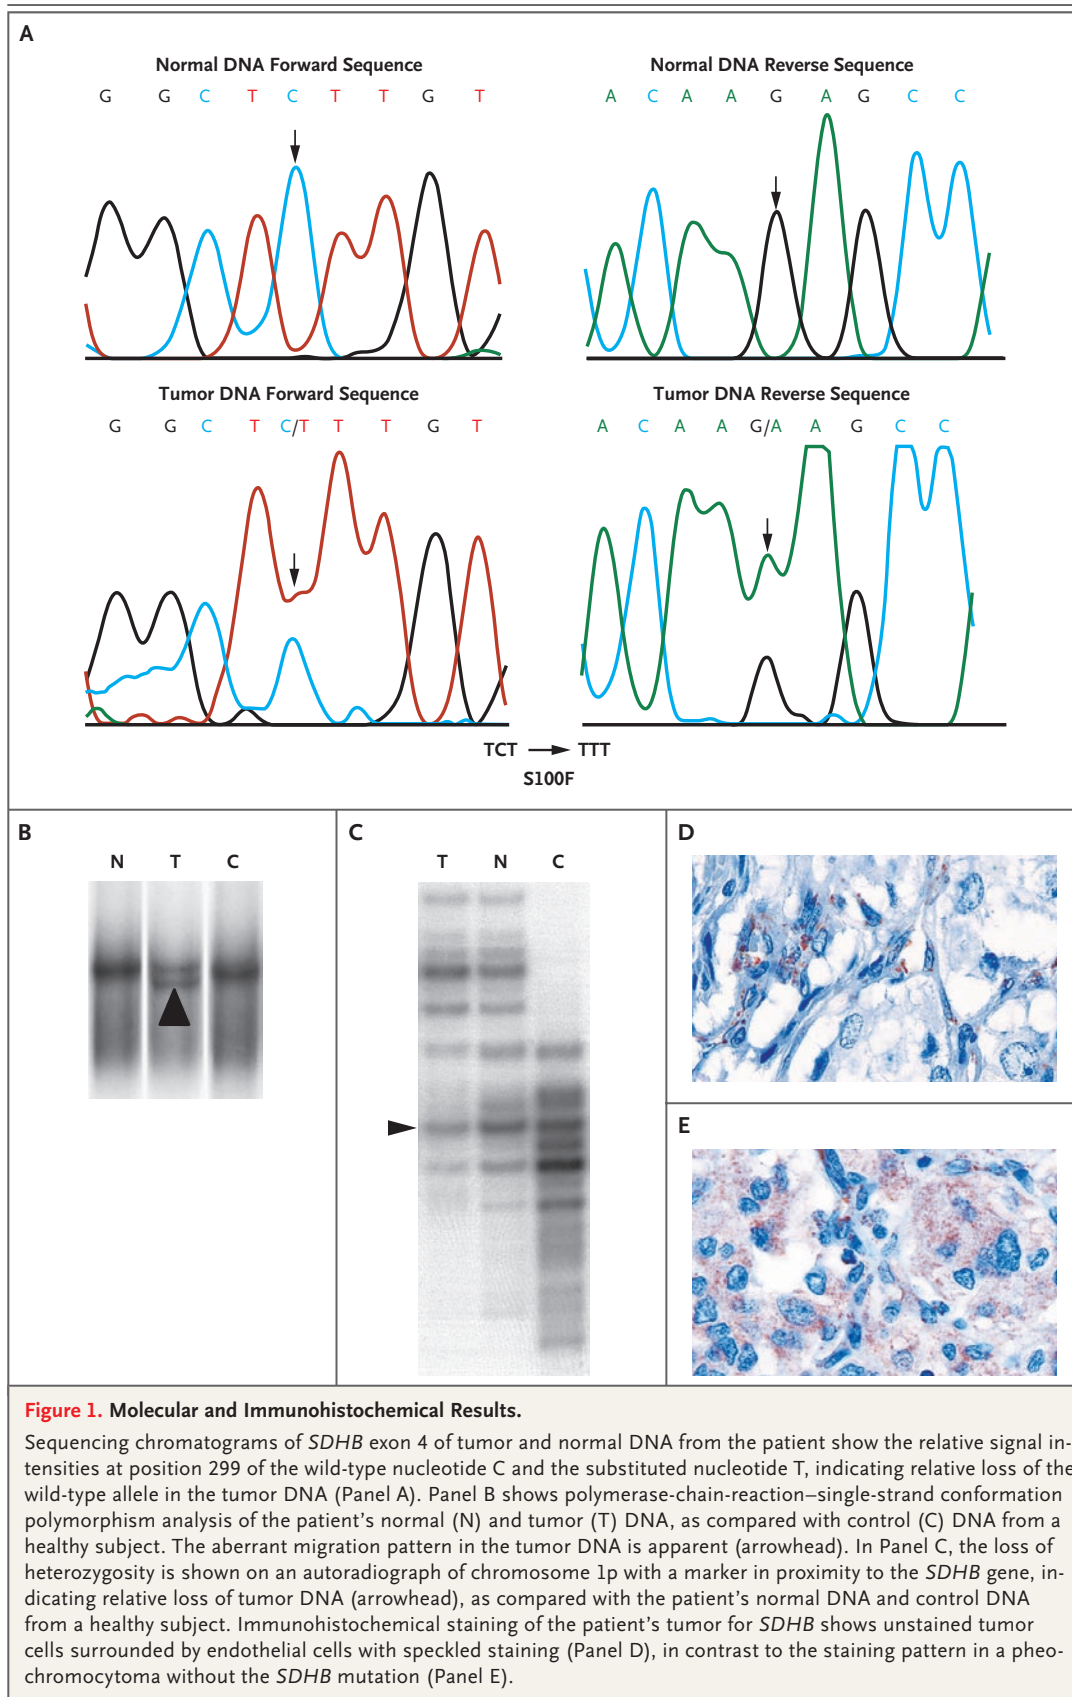 A
Normal DNA Forward Sequence
G G C T C T T G T
Normal DNA Reverse Sequence
A C A A G A G C C
Tumor DNA Forward Sequence
G G C T C/T T T G T
Tumor DNA Reverse Sequence
A C A A G/A A G C C
TCT → TTT
S100F
B
N T C
C
T N C
D
E
Figure 1. Molecular and Immunohistochemical Results.
Sequencing chromatograms of SDHB exon 4 of tumor and normal DNA from the patient show the relative signal in-
tensities at position 299 of the wild-type nucleotide C and the substituted nucleotide T, indicating relative loss of the
wild-type allele in the tumor DNA (Panel A). Panel B shows polymerase-chain-reaction–single-strand conformation
polymorphism analysis of the patient's normal (N) and tumor (T) DNA, as compared with control (C) DNA from a
healthy subject. The aberrant migration pattern in the tumor DNA is apparent (arrowhead). In Panel C, the loss of
heterozygosity is shown on an autoradiograph of chromosome 1p with a marker in proximity to the SDHB gene, in-
dicating relative loss of tumor DNA (arrowhead), as compared with the patient's normal DNA and control DNA
from a healthy subject. Immunohistochemical staining of the patient's tumor for SDHB shows unstained tumor
cells surrounded by endothelial cells with speckled staining (Panel D), in contrast to the staining pattern in a pheo-
chromocytoma without the SDHB mutation (Panel E).